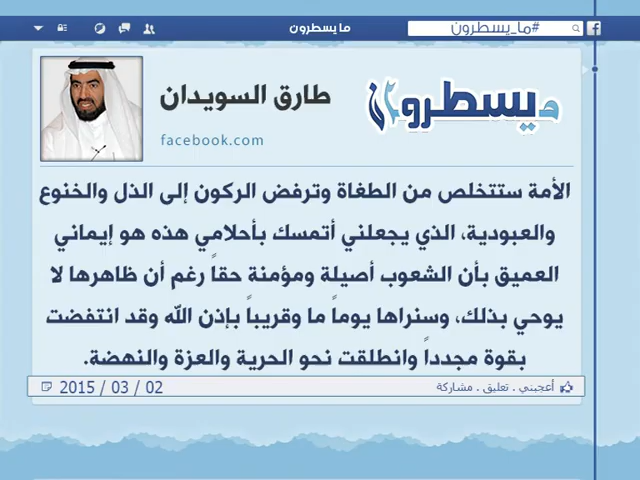 ما يسطرون
#ما_يسطرون
f
طارق السويدان
facebook.com
ما يسطرون
الأمة ستتخلص من الطغاة وترفض الركون إلى الذل والخنوع
والعبودية، الذي يجعلني أتمسك بأحلامي هذه هو إيماني
العميق بأن الشعوب أصيلة ومؤمنة حقاً رغم أن ظاهرها لا
يوحي بذلك، وسنراها يوماً ما وقريباً بإذن الله وقد انتفضت
بقوة مجدداً وانطلقت نحو الحرية والعزة والنهضة.
أعجبني . تعليق . مشاركة
2015 / 03 / 02